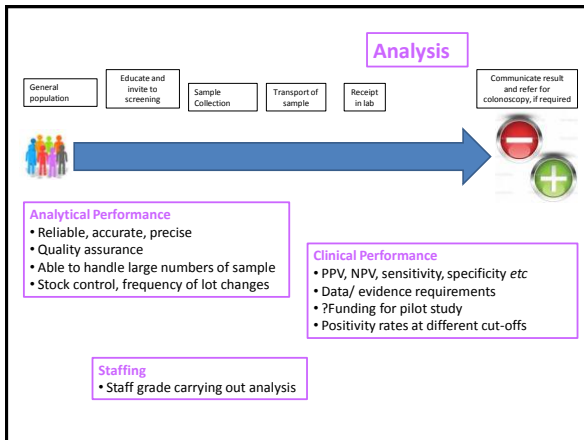 Analysis
General
population
Educate and
invite to
screening
Sample
Collection
Transport of
sample
Receipt
in lab
Communicate result
and refer for
colonoscopy, if required
Analytical Performance
• Reliable, accurate, precise
• Quality assurance
• Able to handle large numbers of sample
• Stock control, frequency of lot changes
Clinical Performance
• PPV, NPV, sensitivity, specificity etc
• Data/ evidence requirements
• ?Funding for pilot study
• Positivity rates at different cut-offs
Staffing
• Staff grade carrying out analysis